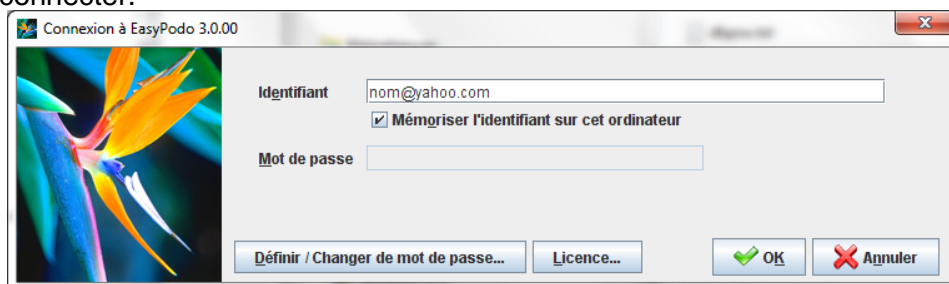 connecter.
Connexion à EasyPodo 3.0.00
Identifiant nom@yahoo.com
Mémoriser l'identifiant sur cet ordinateur
Mot de passe
Définir / Changer de mot de passe... Licence... OK Annuler